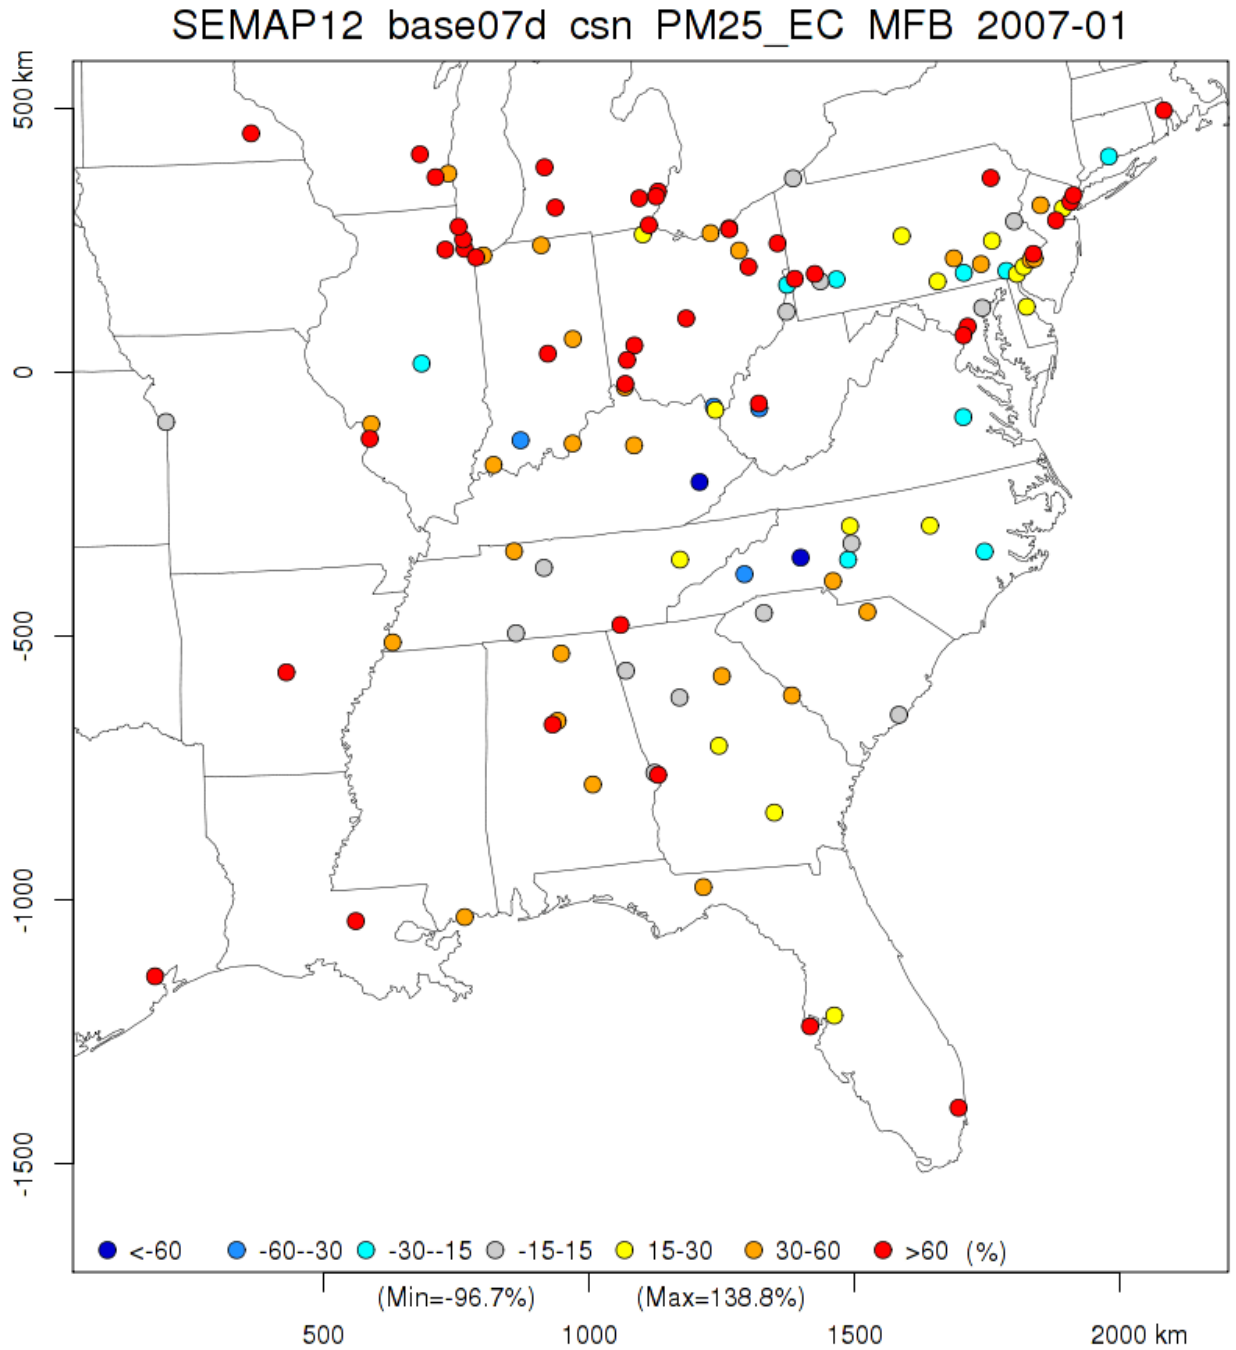 SEMAP12 base07d csn PM25_EC MFB 2007-01
500 km
0
-500
-1000
-1500
<-60 -60--30 -30--15 -15-15 15-30 30-60 >60 (%)
(Min=-96.7%) (Max=138.8%)
500 1000 1500 2000 km